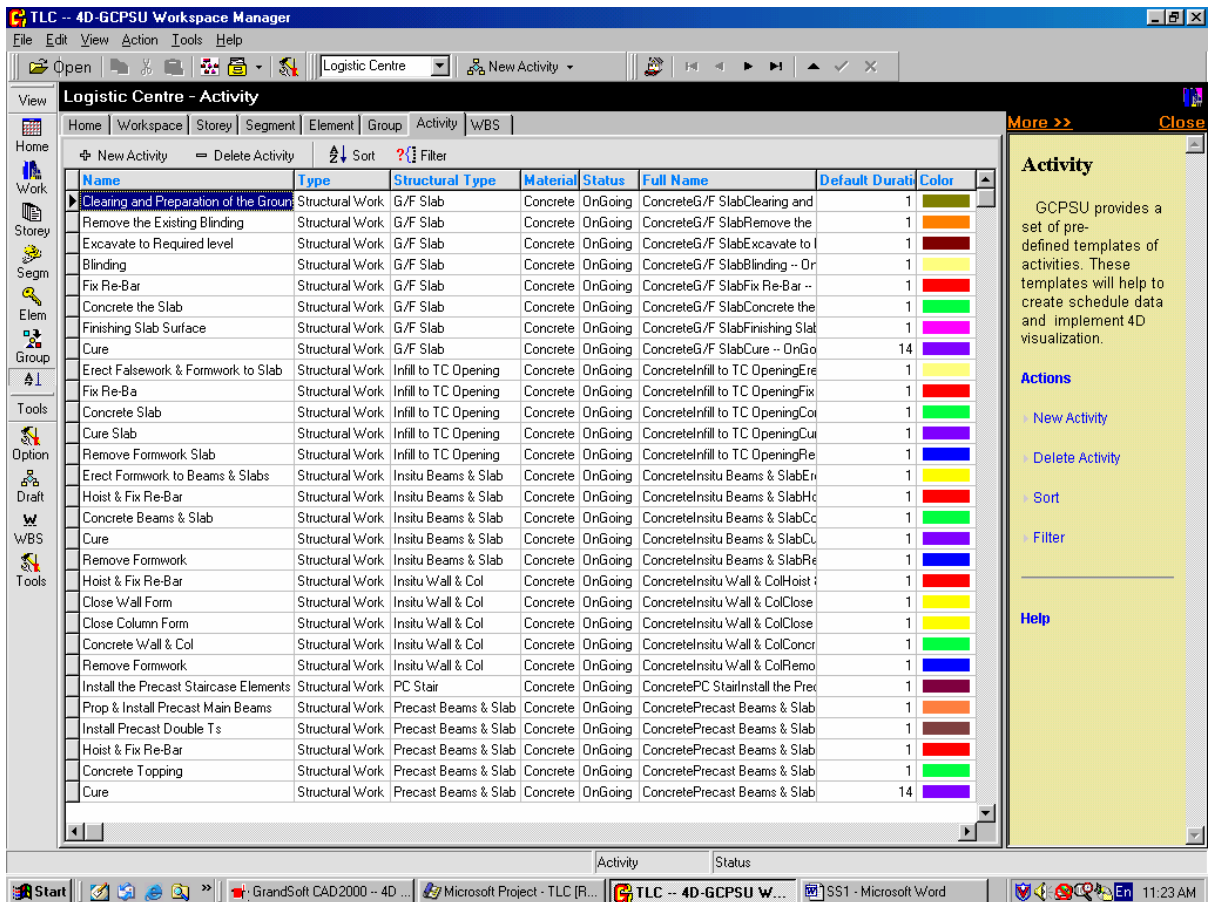 TLC -- 4D-GCPSU Workspace Manager
File Edit View Action Tools Help
Open Logistic Centre New Activity
View Logistic Centre - Activity
More >> Close
Home Workspace Storey Segment Element Group Activity WBS
New Activity Delete Activity Sort Filter
Name Type Structural Type Material Status Full Name Default Durati Color
Clearing and Preparation of the Groun Structural Work G/F Slab Concrete OnGoing ConcreteG/F SlabClearing and 1
Remove the Existing Blinding Structural Work G/F Slab Concrete OnGoing ConcreteG/F SlabRemove the 1
Excavate to Required level Structural Work G/F Slab Concrete OnGoing ConcreteG/F SlabExcavate to 1
Blinding Structural Work G/F Slab Concrete OnGoing ConcreteG/F SlabBlinding -- On 1
Fix Re-Bar Structural Work G/F Slab Concrete OnGoing ConcreteG/F SlabFix Re-Bar -- 1
Concrete the Slab Structural Work G/F Slab Concrete OnGoing ConcreteG/F SlabConcrete the 1
Finishing Slab Surface Structural Work G/F Slab Concrete OnGoing ConcreteG/F SlabFinishing Slab 1
Cure Structural Work G/F Slab Concrete OnGoing ConcreteG/F SlabCure -- OnGo 14
Erect Falsework & Formwork to Slab Structural Work Infill to TC Opening Concrete OnGoing ConcreteInfill to TC OpeningEre 1
Fix Re-Ba Structural Work Infill to TC Opening Concrete OnGoing ConcreteInfill to TC OpeningFix 1
Concrete Slab Structural Work Infill to TC Opening Concrete OnGoing ConcreteInfill to TC OpeningCo 1
Cure Slab Structural Work Infill to TC Opening Concrete OnGoing ConcreteInfill to TC OpeningCu 1
Remove Formwork Slab Structural Work Infill to TC Opening Concrete OnGoing ConcreteInfill to TC OpeningRe 1
Erect Formwork to Beams & Slabs Structural Work Insitu Beams & Slab Concrete OnGoing ConcreteInsitu Beams & SlabEr 1
Hoist & Fix Re-Bar Structural Work Insitu Beams & Slab Concrete OnGoing ConcreteInsitu Beams & SlabHo 1
Concrete Beams & Slab Structural Work Insitu Beams & Slab Concrete OnGoing ConcreteInsitu Beams & SlabCo 1
Cure Structural Work Insitu Beams & Slab Concrete OnGoing ConcreteInsitu Beams & SlabCu 1
Remove Formwork Structural Work Insitu Beams & Slab Concrete OnGoing ConcreteInsitu Beams & SlabRe 1
Hoist & Fix Re-Bar Structural Work Insitu Wall & Col Concrete OnGoing ConcreteInsitu Wall & ColHoist 1
Close Wall Form Structural Work Insitu Wall & Col Concrete OnGoing ConcreteInsitu Wall & ColClose 1
Close Column Form Structural Work Insitu Wall & Col Concrete OnGoing ConcreteInsitu Wall & ColClose 1
Concrete Wall & Col Structural Work Insitu Wall & Col Concrete OnGoing ConcreteInsitu Wall & ColConcr 1
Remove Formwork Structural Work Insitu Wall & Col Concrete OnGoing ConcreteInsitu Wall & ColRemo 1
Install the Precast Staircase Elements Structural Work PC Stair Concrete OnGoing ConcretePC StairInstall the Prec 1
Prop & Install Precast Main Beams Structural Work Precast Beams & Slab Concrete OnGoing ConcretePrecast Beams & Slab 1
Install Precast Double Ts Structural Work Precast Beams & Slab Concrete OnGoing ConcretePrecast Beams & Slab 1
Hoist & Fix Re-Bar Structural Work Precast Beams & Slab Concrete OnGoing ConcretePrecast Beams & Slab 1
Concrete Topping Structural Work Precast Beams & Slab Concrete OnGoing ConcretePrecast Beams & Slab 1
Cure Structural Work Precast Beams & Slab Concrete OnGoing ConcretePrecast Beams & Slab 14
Home
Work
Storey
Segm
Elem
Group
Tools
Option
Draft
WBS
Tools
Activity
GCPSU provides a
set of pre-
defined templates of
activities. These
templates will help to
create schedule data
and implement 4D
visualization.
Actions
New Activity
Delete Activity
Sort
Filter
Help
Activity Status
Start GrandSoft CAD2000 -- 4D ... Microsoft Project - TLC [R... TLC -- 4D-GCPSU W... SS1 - Microsoft Word En 11:23 AM